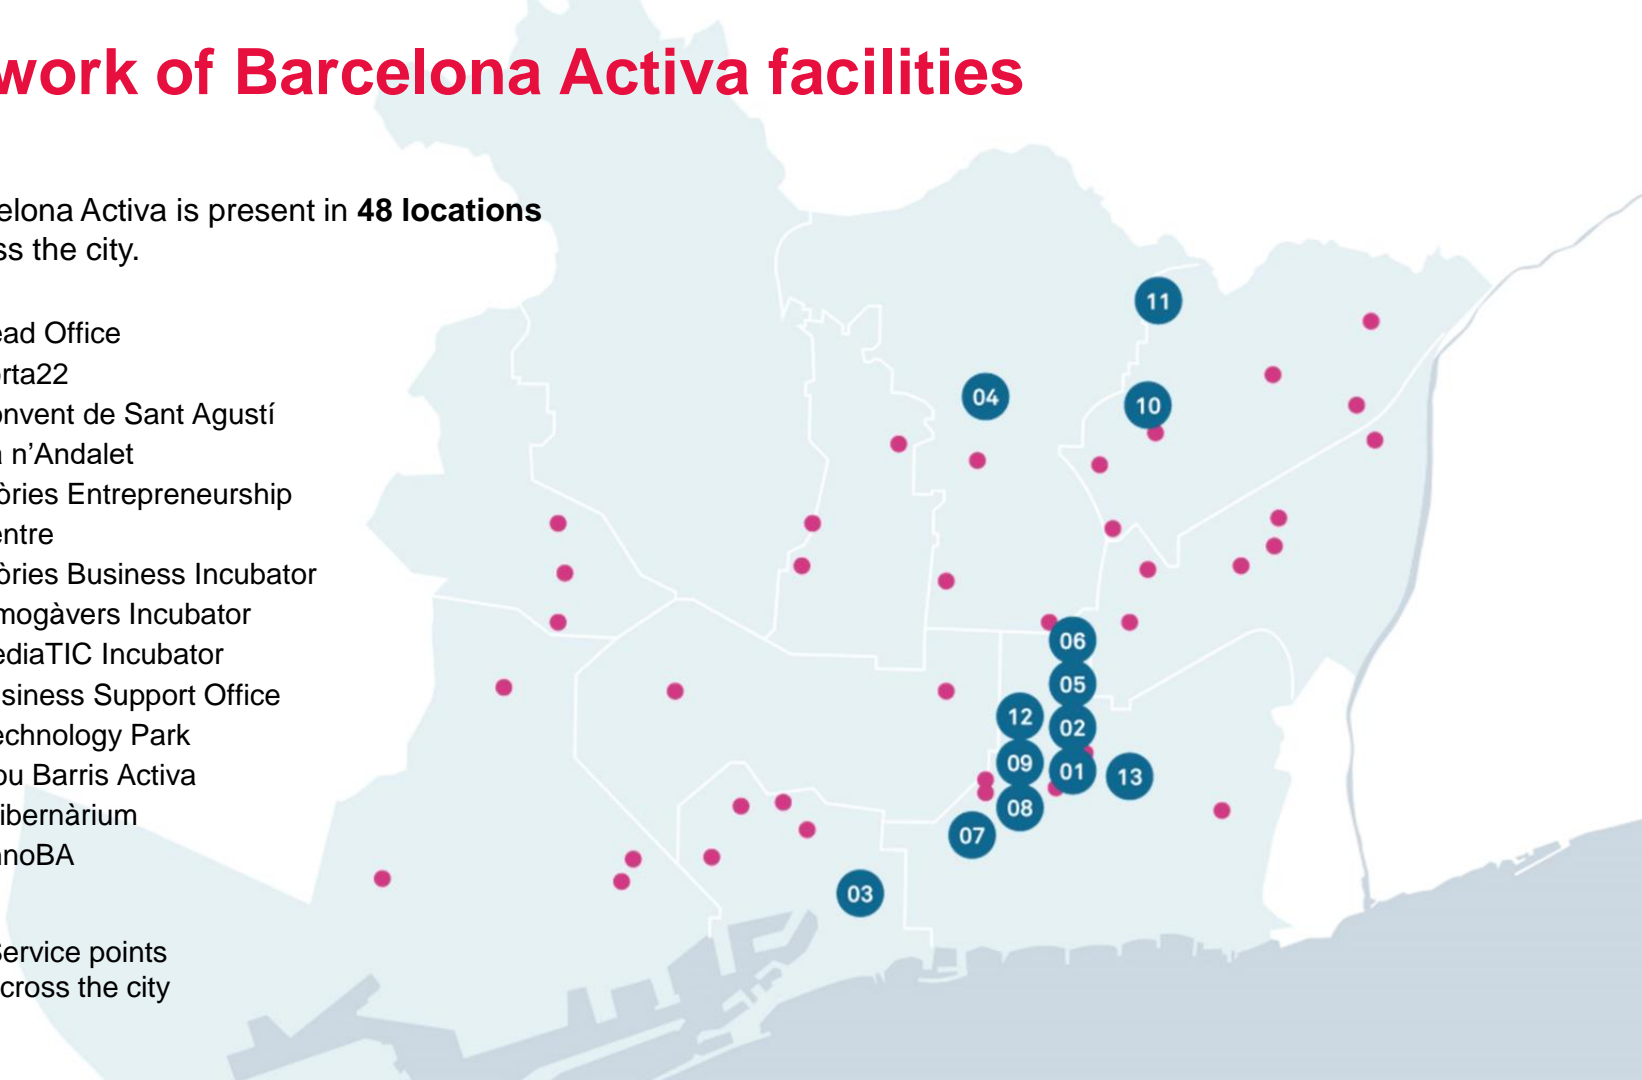 work of Barcelona Activa facilities
elona Activa is present in 48 locations
ss the city.
ead Office
orta22
onvent de Sant Agustí
a n’Andalet
òries Entrepreneurship
entre
òries Business Incubator
mogàvers Incubator
ediaTIC Incubator
siness Support Office
echnology Park
ou Barris Activa
ibernàrium
nnoBA
Service points
cross the city
11
04
10
06
05
12
02
09
01
13
08
07
03